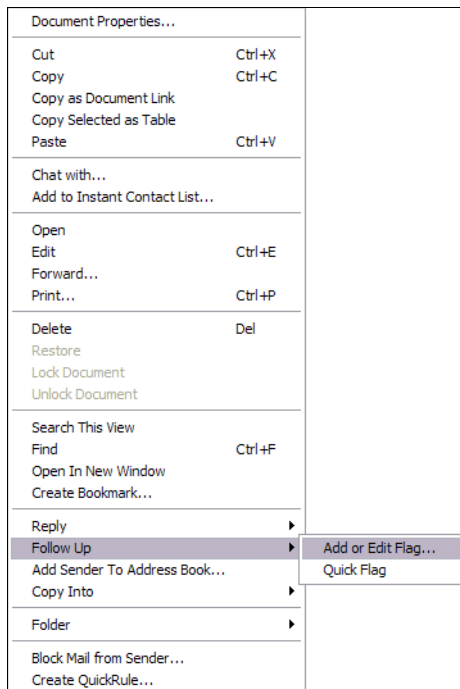 Document Properties...
Cut Ctrl+X
Copy Ctrl+C
Copy as Document Link
Copy Selected as Table
Paste Ctrl+V
Chat with...
Add to Instant Contact List...
Open
Edit Ctrl+E
Forward...
Print... Ctrl+P
Delete Del
Restore
Lock Document
Unlock Document
Search This View
Find Ctrl+F
Open In New Window
Create Bookmark...
Reply
Follow Up Add or Edit Flag...
Add Sender To Address Book... Quick Flag
Copy Into
Folder
Block Mail from Sender...
Create QuickRule...